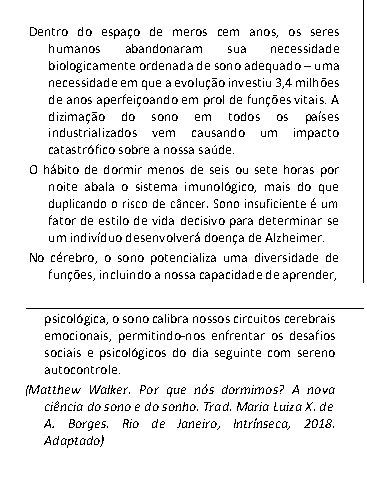 Dentro do espaço de meros cem anos, os seres
humanos abandonaram sua necessidade
biologicamente ordenada de sono adequado – uma
necessidade em que a evolução investiu 3,4 milhões
de anos aperfeiçoando em prol de funções vitais. A
dizimação do sono em todos os países
industrializados vem causando um impacto
catastrófico sobre a nossa saúde.
O hábito de dormir menos de seis ou sete horas por
noite abala o sistema imunológico, mais do que
duplicando o risco de câncer. Sono insuficiente é um
fator de estilo de vida decisivo para determinar se
um indivíduo desenvolverá doença de Alzheimer.
No cérebro, o sono potencializa uma diversidade de
funções, incluindo a nossa capacidade de aprender,
psicológica, o sono calibra nossos circuitos cerebrais
emocionais, permitindo-nos enfrentar os desafios
sociais e psicológicos do dia seguinte com sereno
autocontrole.
(Matthew Walker. Por que nós dormimos? A nova
ciência do sono e do sonho. Trad. Maria Luiza X. de
A. Borges. Rio de Janeiro, Intrínseca, 2018.
Adaptado)